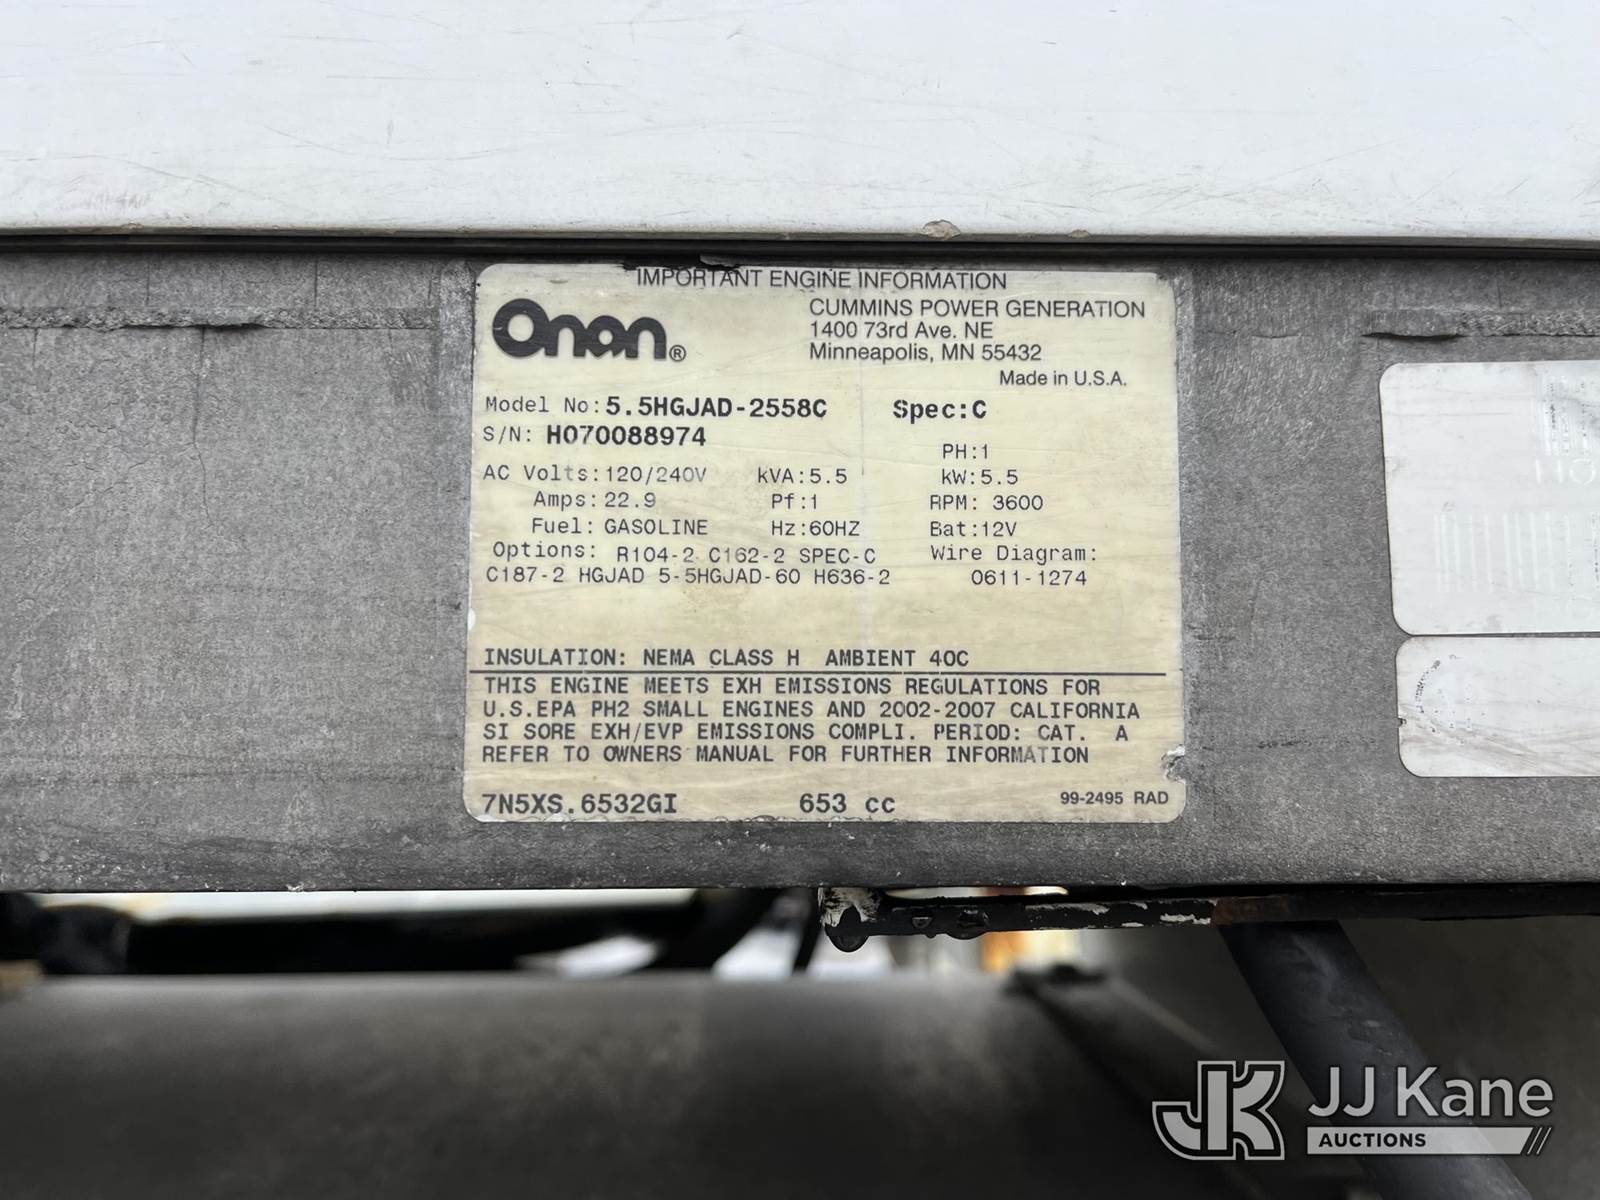 IMPORTANT ENGINE INFORMATION
Onan®
CUMMINS POWER GENERATION
1400 73rd Ave. NE
Minneapolis, MN 55432
Made in U.S.A.
Model No: 5.5HGJAD-2558C Spec: C
S/N: H070088974
PH: 1
AC Volts: 120/240V kVA: 5.5 kW: 5.5
Amps: 22.9 Pf: 1 RPM: 3600
Fuel: GASOLINE Hz: 60HZ Bat: 12V
Options: R104-2 C162-2 SPEC-C Wire Diagram:
C187-2 HGJAD 5-5HGJAD-60 H636-2 0611-1274
INSULATION: NEMA CLASS H AMBIENT 40C
THIS ENGINE MEETS EXH EMISSIONS REGULATIONS FOR
U.S.EPA PH2 SMALL ENGINES AND 2002-2007 CALIFORNIA
SI SORE EXH/EVP EMISSIONS COMPLI. PERIOD: CAT. A
REFER TO OWNERS MANUAL FOR FURTHER INFORMATION
7N5XS.6532GI 653 cc 99-2495 RAD
JK JJ Kane
AUCTIONS